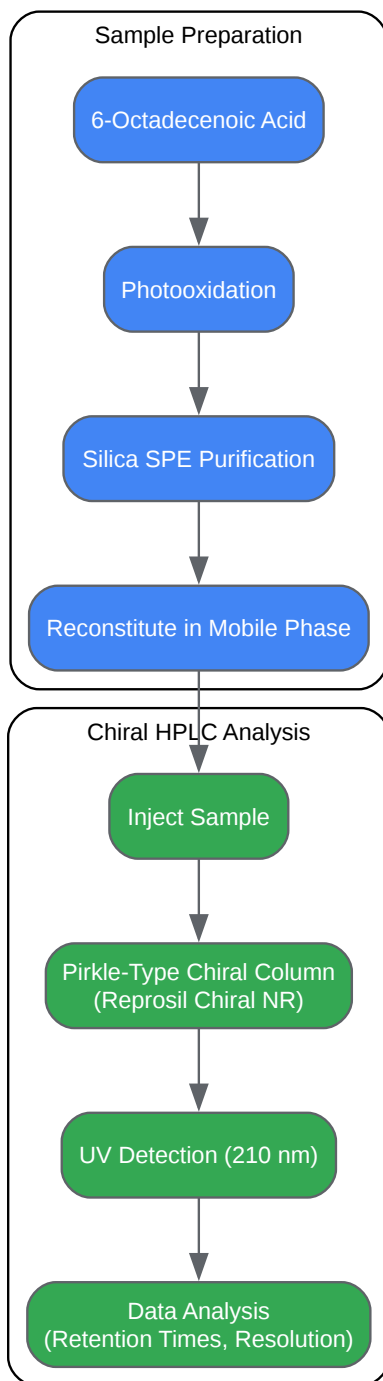 Sample Preparation
6-Octadecenoic Acid
Photooxidation
Silica SPE Purification
Reconstitute in Mobile Phase
Chiral HPLC Analysis
Inject Sample
Pirkle-Type Chiral Column
(Reprosil Chiral NR)
UV Detection (210 nm)
Data Analysis
(Retention Times, Resolution)